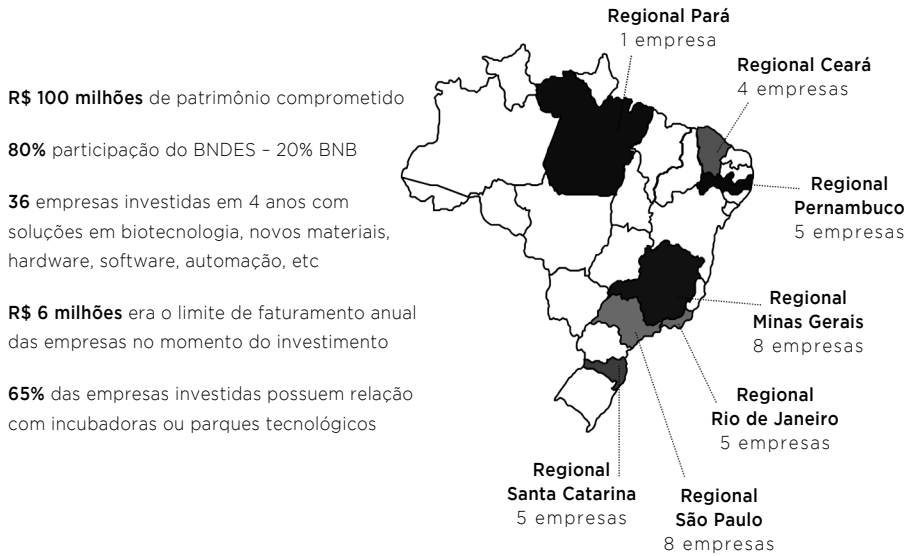 R$ 100 milhões de patrimônio comprometido
80% participação do BNDES – 20% BNB
36 empresas investidas em 4 anos com
soluções em biotecnologia, novos materiais,
hardware, software, automação, etc
R$ 6 milhões era o limite de faturamento anual
das empresas no momento do investimento
65% das empresas investidas possuem relação
com incubadoras ou parques tecnológicos
Regional Pará
1 empresa
Regional Ceará
4 empresas
Regional
Pernambuco
5 empresas
Regional
Minas Gerais
8 empresas
Regional
Rio de Janeiro
5 empresas
Regional
São Paulo
8 empresas
Regional
Santa Catarina
5 empresas